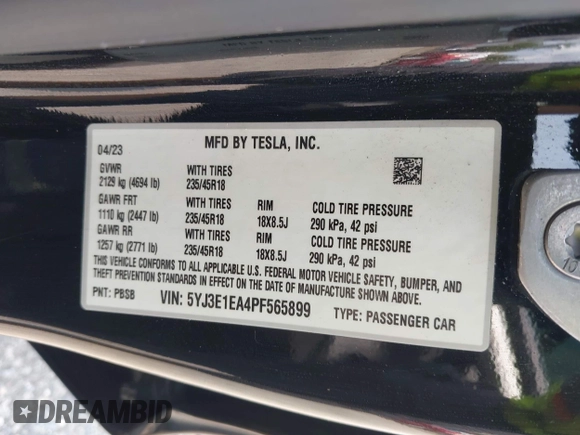 MFD BY TESLA, INC.
04/23
GVWR WITH TIRES
2129 kg (4694 lb) 235/45R18
GAWR FRT WITH TIRES RIM COLD TIRE PRESSURE
1110 kg (2447 lb) 235/45R18 18X8.5J 290 kPa, 42 psi
GAWR RR WITH TIRES RIM COLD TIRE PRESSURE
1257 kg (2771 lb) 235/45R18 18X8.5J 290 kPa, 42 psi
THIS VEHICLE CONFORMS TO ALL APPLICABLE U.S. FEDERAL MOTOR VEHICLE SAFETY, BUMPER, AND
THEFT PREVENTION STANDARDS IN EFFECT ON THE DATE OF MANUFACTURE SHOWN ABOVE.
PNT: PBSB VIN: 5YJ3E1EA4PF565899 TYPE: PASSENGER CAR
10
DREAMBID